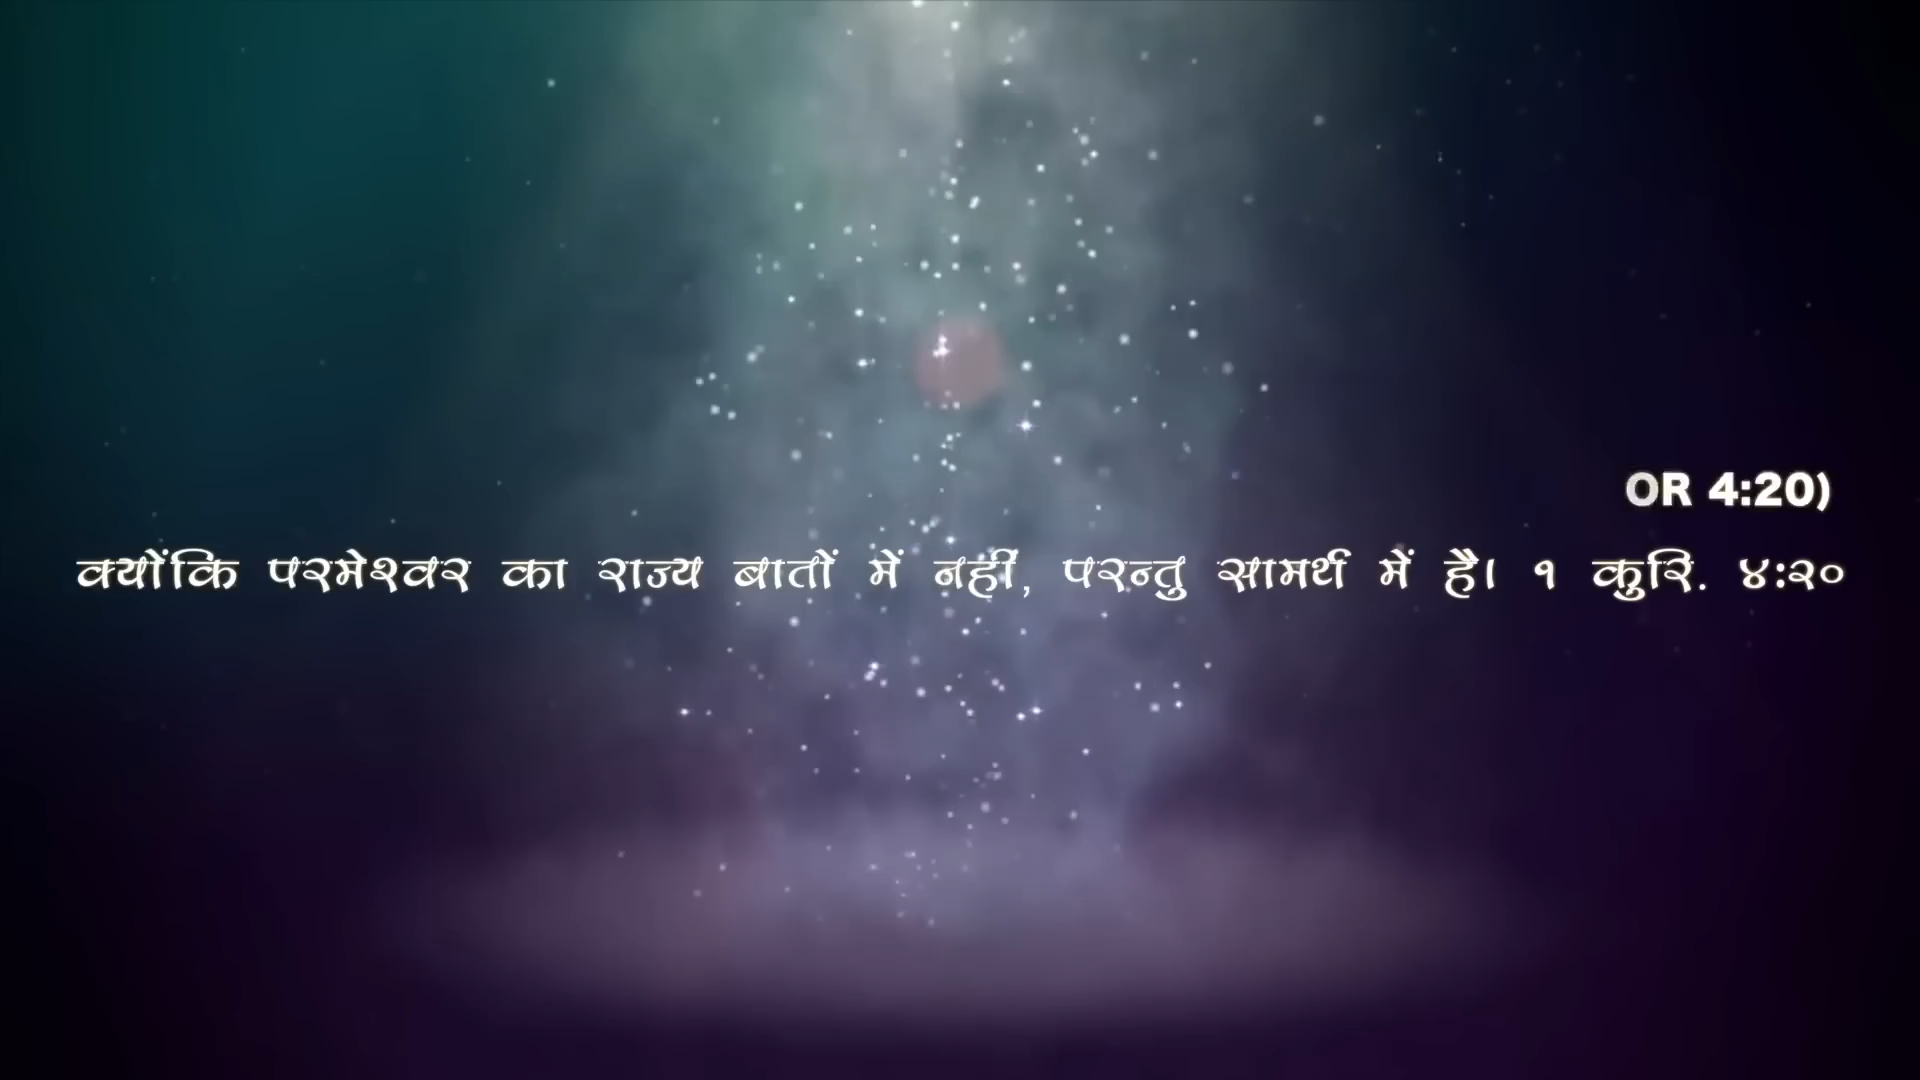 OR 4:20)
क्योंकि परमेश्वर का राज्य बातों में नहीं, परन्तु सामर्थ में है। १ कुरि. ४:२०